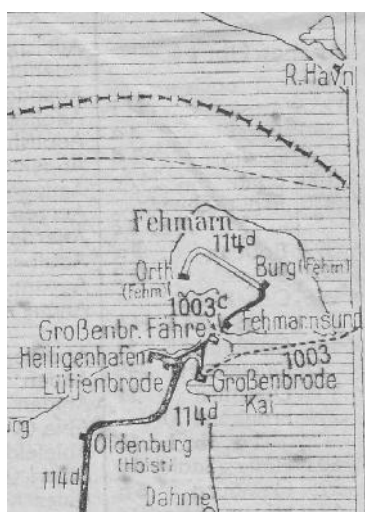 R.Havn
Fehmarn
114d
Orth
(Fehm)
Burg (Fehm)
1003c
Fehmarnsund
Großenbr. Fähre
Heiligenhafen
1003
Lütjenbrode
Großenbrode
Kai
114d
rg
Oldenburg
(Holst)
114d
Dahme